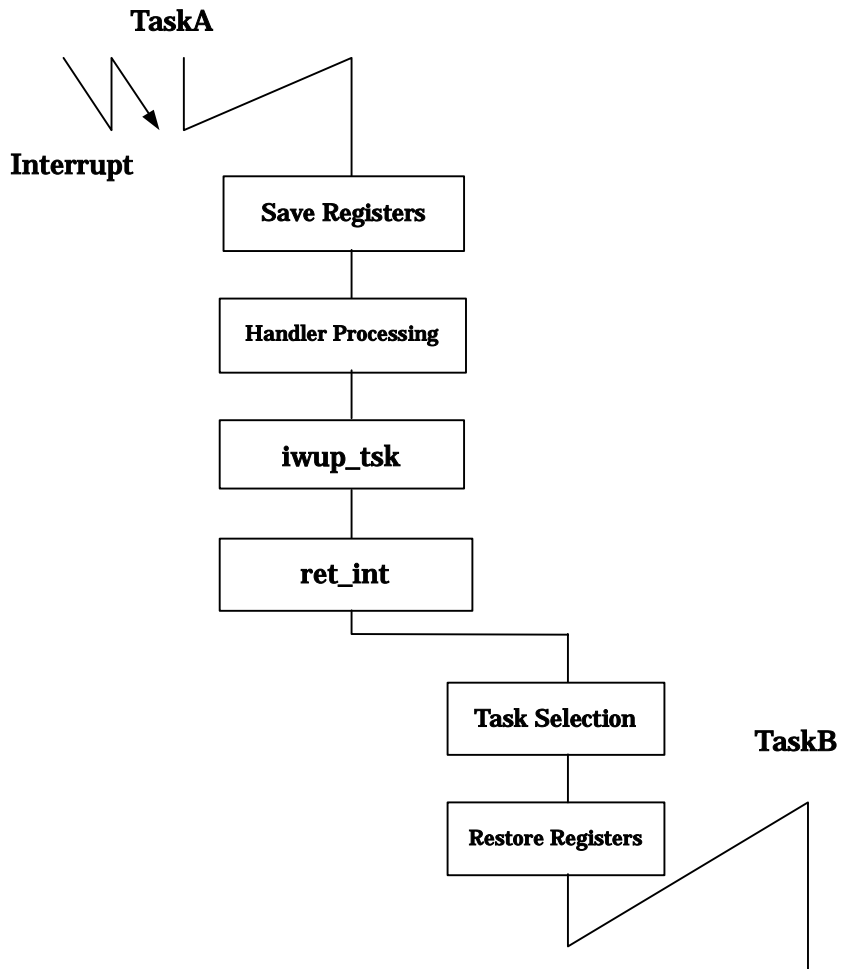 TaskA
Interrupt
Save Registers
Handler Processing
iwup_tsk
ret_int
Task Selection
TaskB
Restore Registers